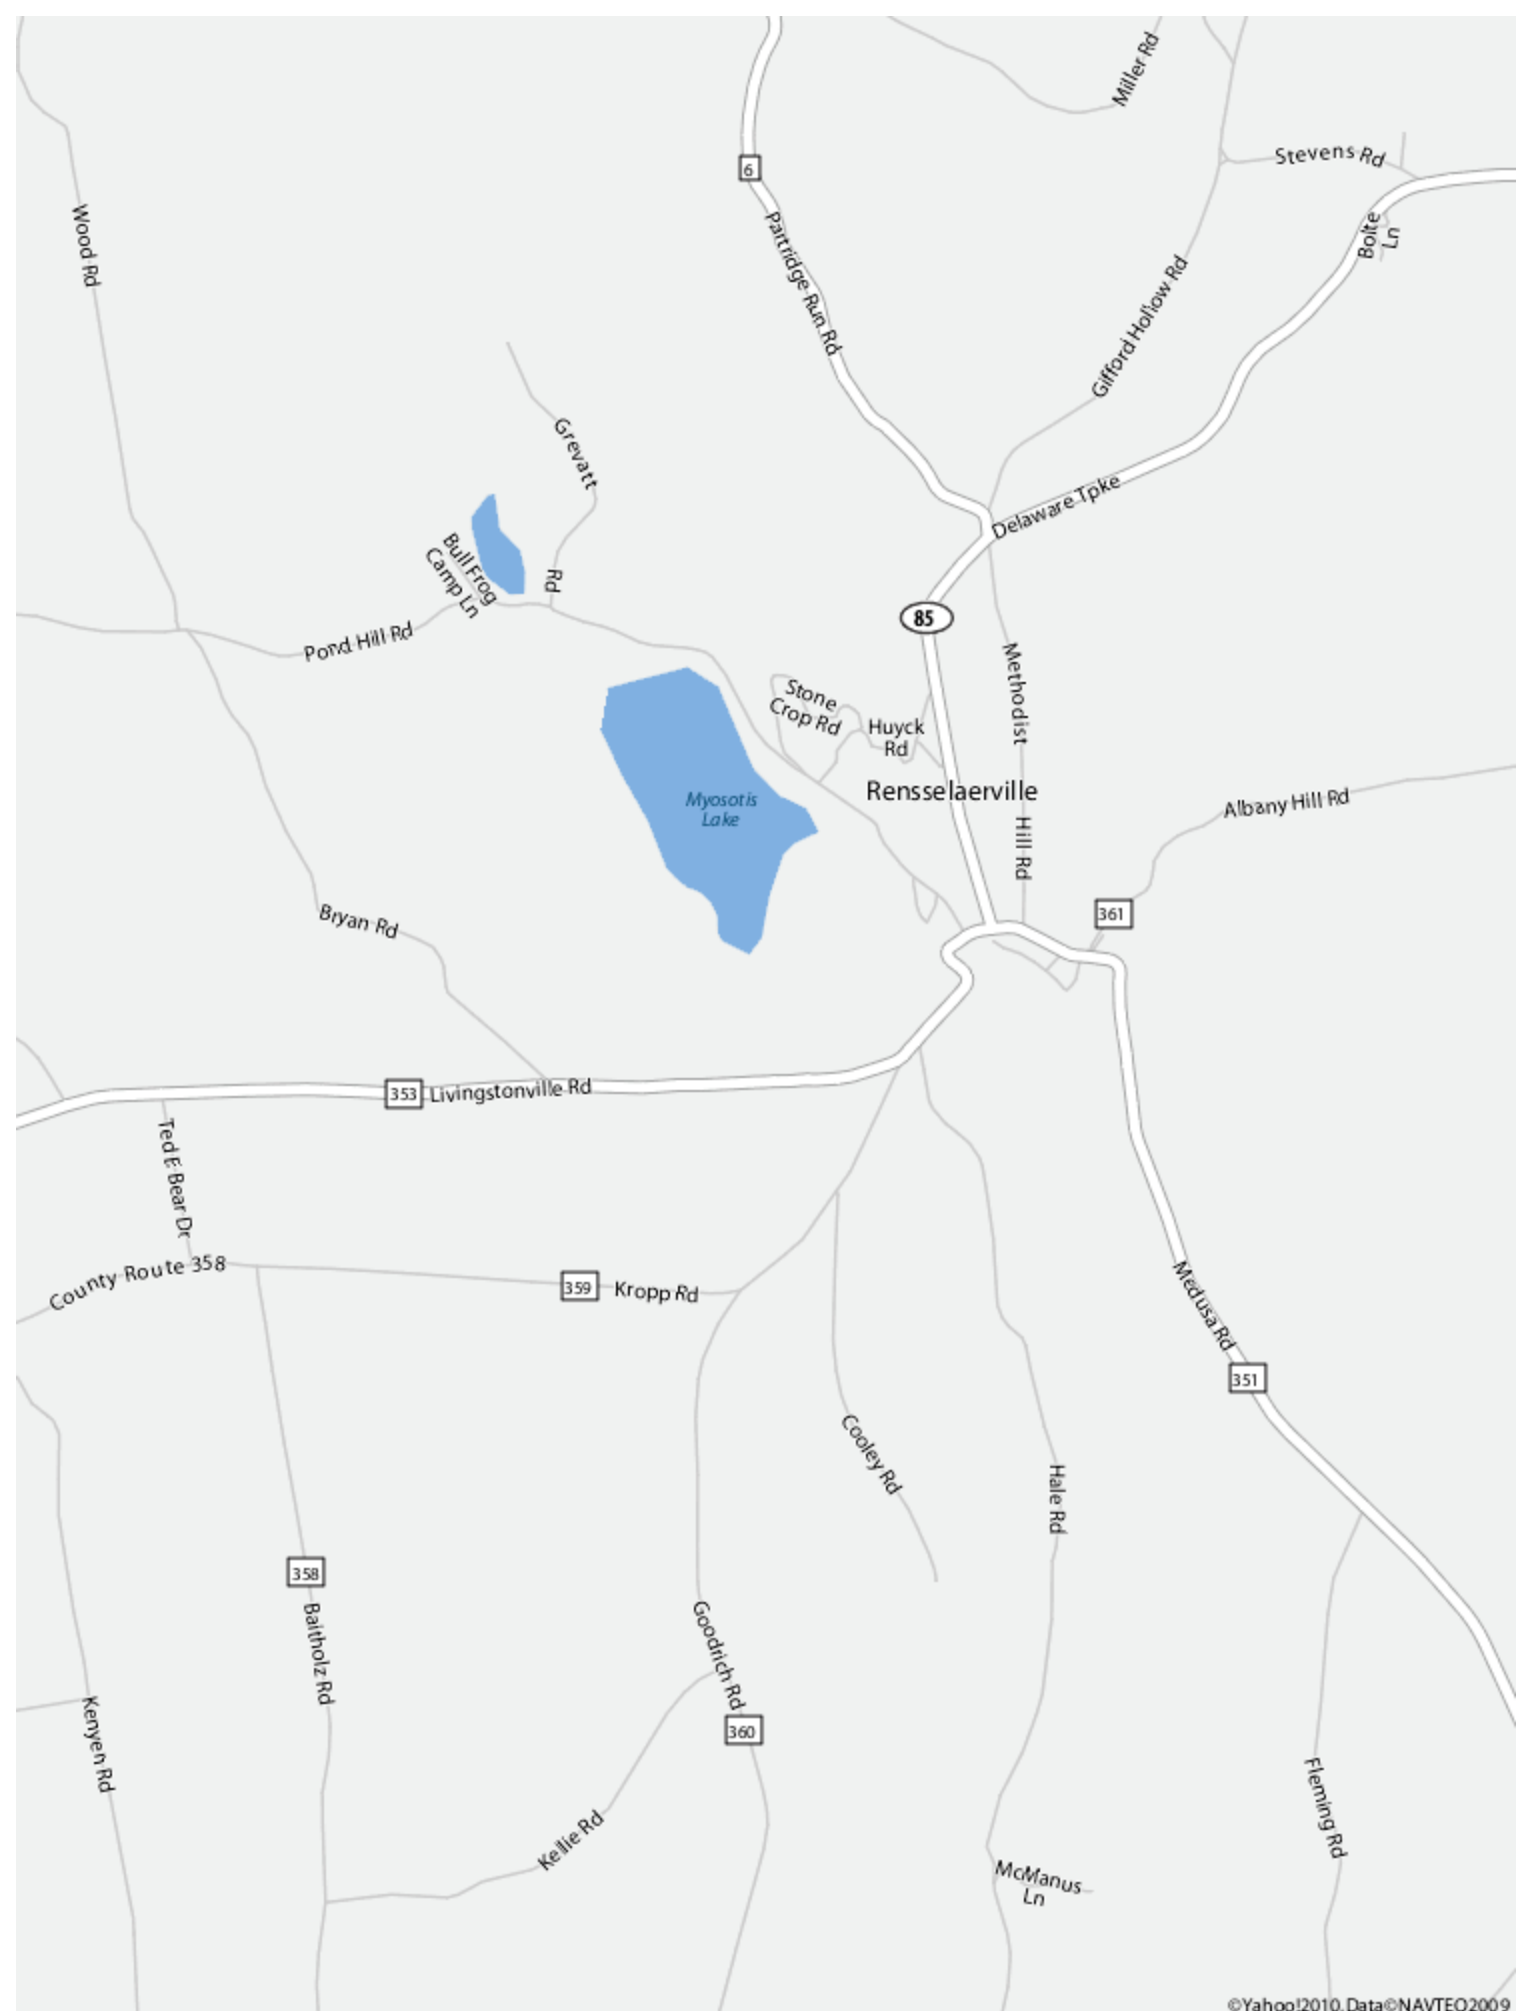 Miller Rd
Stevens Rd
6
Wood Rd
Partridge Run Rd
Bolte
Ln
Gifford Hollow Rd
Grevatt
Rd
Delaware Tpke
Bull Frog
Camp Ln
85
Pond Hill Rd
Methodist
Hill Rd
Stone
Crop Rd
Huyck
Rd
Rensselaerville
Myosotis
Lake
Albany Hill Rd
361
Bryan Rd
353
Livingstonville Rd
Ted E Bear Dr
County Route 358
359
Kropp Rd
Medusa Rd
351
Cooley Rd
Hale Rd
358
Baitholz Rd
Goodrich Rd
360
Kenyen Rd
Kellie Rd
Fleming Rd
McManus
Ln
©Yahoo!2010, Data©NAVTEQ2009